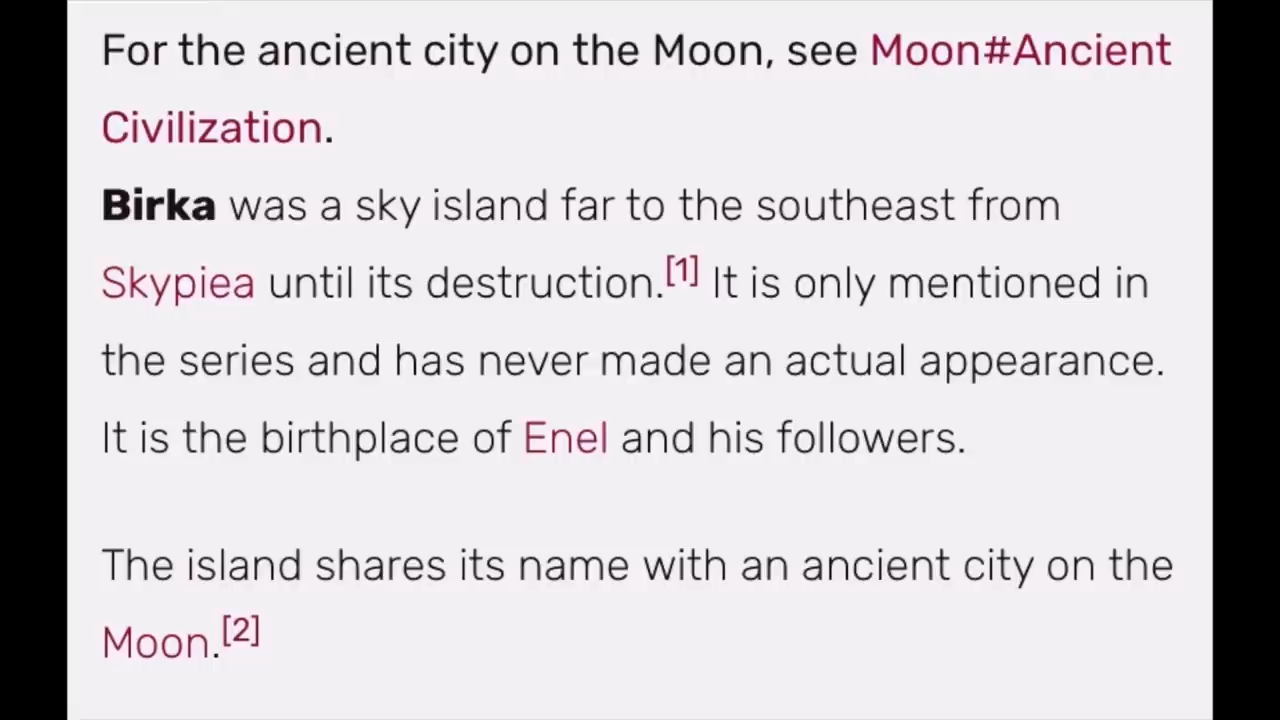 For the ancient city on the Moon, see Moon#Ancient
Civilization.
Birka was a sky island far to the southeast from
Skypiea until its destruction.[1] It is only mentioned in
the series and has never made an actual appearance.
It is the birthplace of Enel and his followers.
The island shares its name with an ancient city on the
Moon.[2]